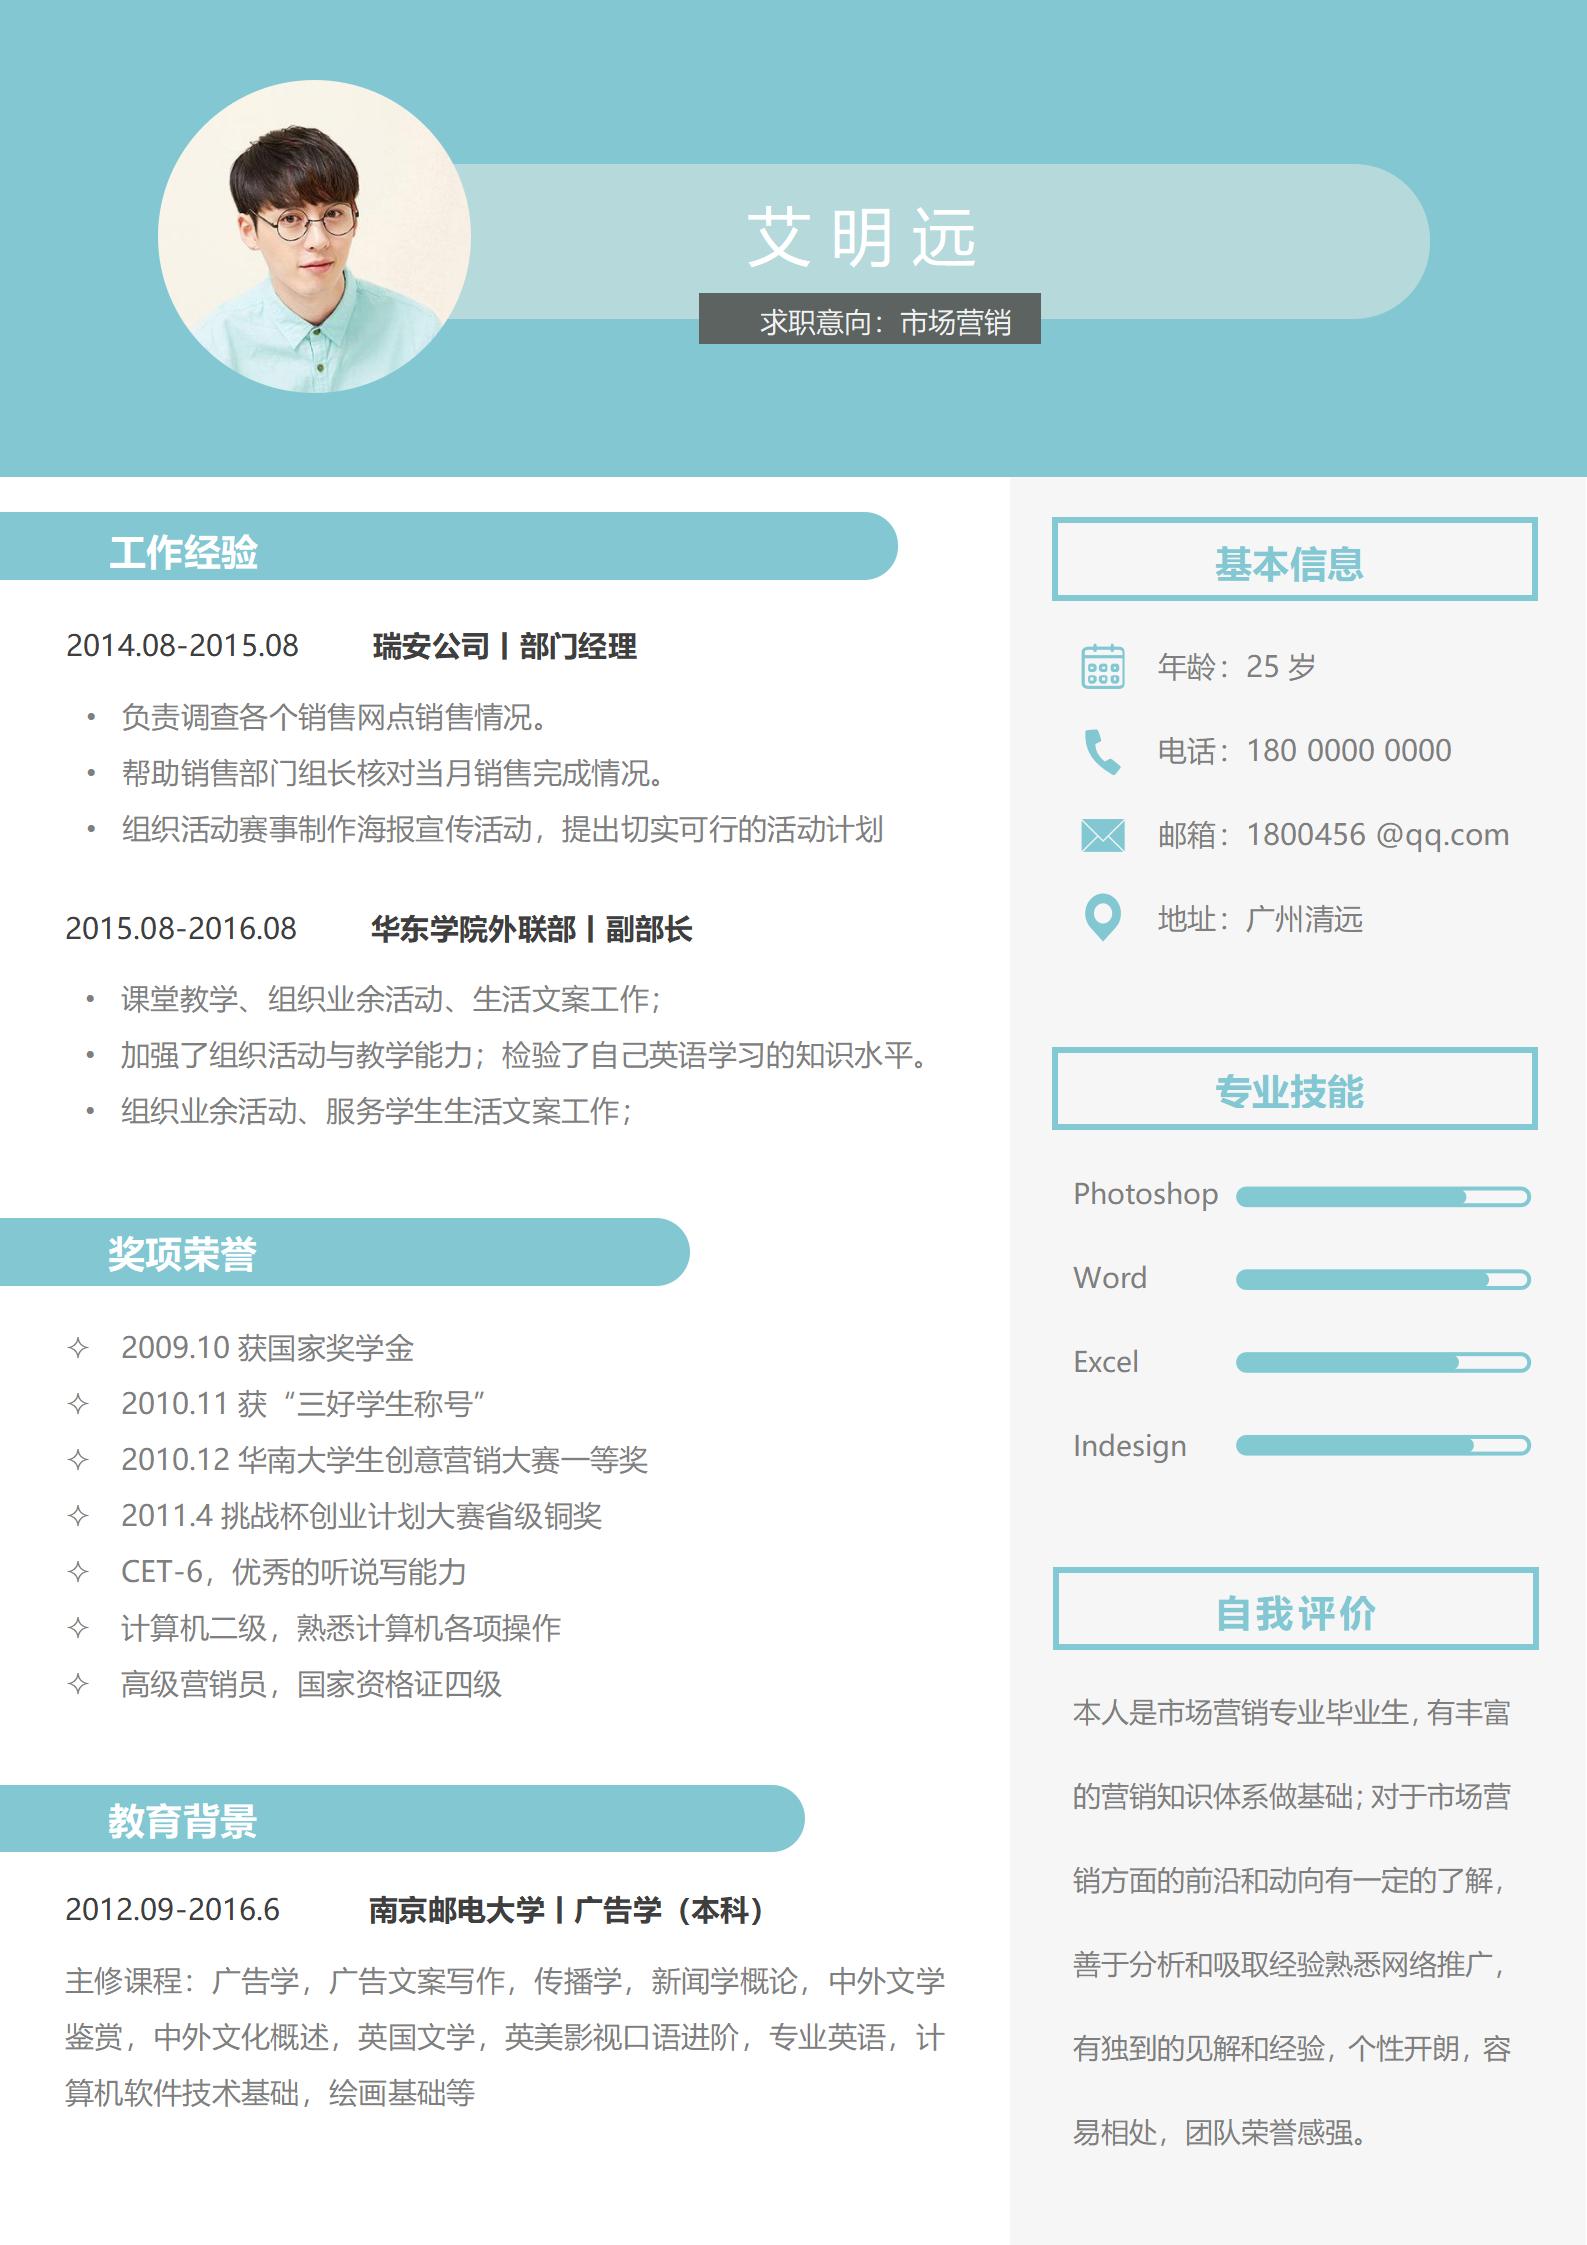 艾明远
求职意向：市场营销
工作经验
2014.08-2015.08 瑞安公司丨部门经理
• 负责调查各个销售网点销售情况。
• 帮助销售部门组长核对当月销售完成情况。
• 组织活动赛事制作海报宣传活动，提出切实可行的活动计划
2015.08-2016.08 华东学院外联部丨副部长
• 课堂教学、组织业余活动、生活文案工作；
• 加强了组织活动与教学能力；检验了自己英语学习的知识水平。
• 组织业余活动、服务学生生活文案工作；
奖项荣誉
✧ 2009.10 获国家奖学金
✧ 2010.11 获“三好学生称号”
✧ 2010.12 华南大学生创意营销大赛一等奖
✧ 2011.4 挑战杯创业计划大赛省级铜奖
✧ CET-6，优秀的听说写能力
✧ 计算机二级，熟悉计算机各项操作
✧ 高级营销员，国家资格证四级
教育背景
2012.09-2016.6 南京邮电大学丨广告学（本科）
主修课程：广告学，广告文案写作，传播学，新闻学概论，中外文学
鉴赏，中外文化概述，英国文学，英美影视口语进阶，专业英语，计
算机软件技术基础，绘画基础等
基本信息
年龄：25 岁
电话：180 0000 0000
邮箱：1800456 @qq.com
地址：广州清远
专业技能
Photoshop
Word
Excel
Indesign
自我评价
本人是市场营销专业毕业生，有丰富
的营销知识体系做基础；对于市场营
销方面的前沿和动向有一定的了解，
善于分析和吸取经验熟悉网络推广，
有独到的见解和经验，个性开朗，容
易相处，团队荣誉感强。